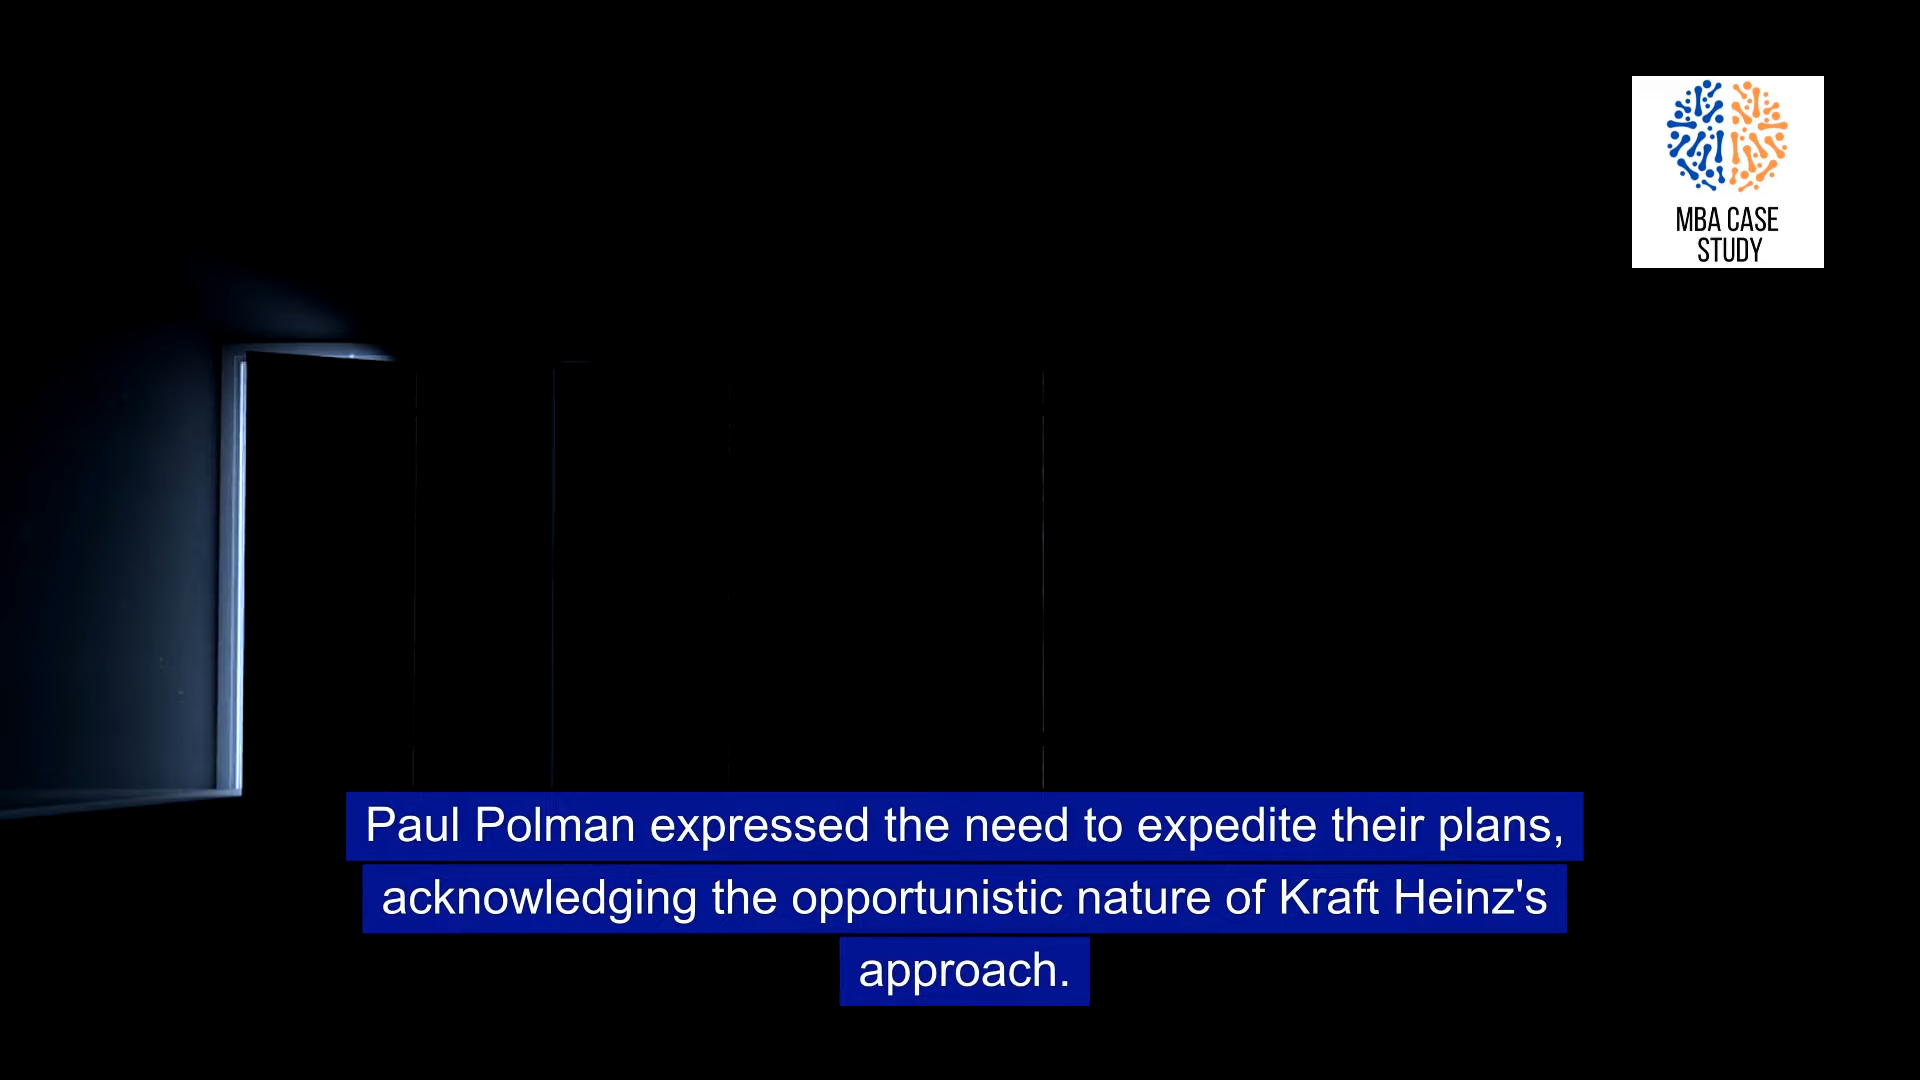 MBA CASE
STUDY
Paul Polman expressed the need to expedite their plans,
acknowledging the opportunistic nature of Kraft Heinz's
approach.